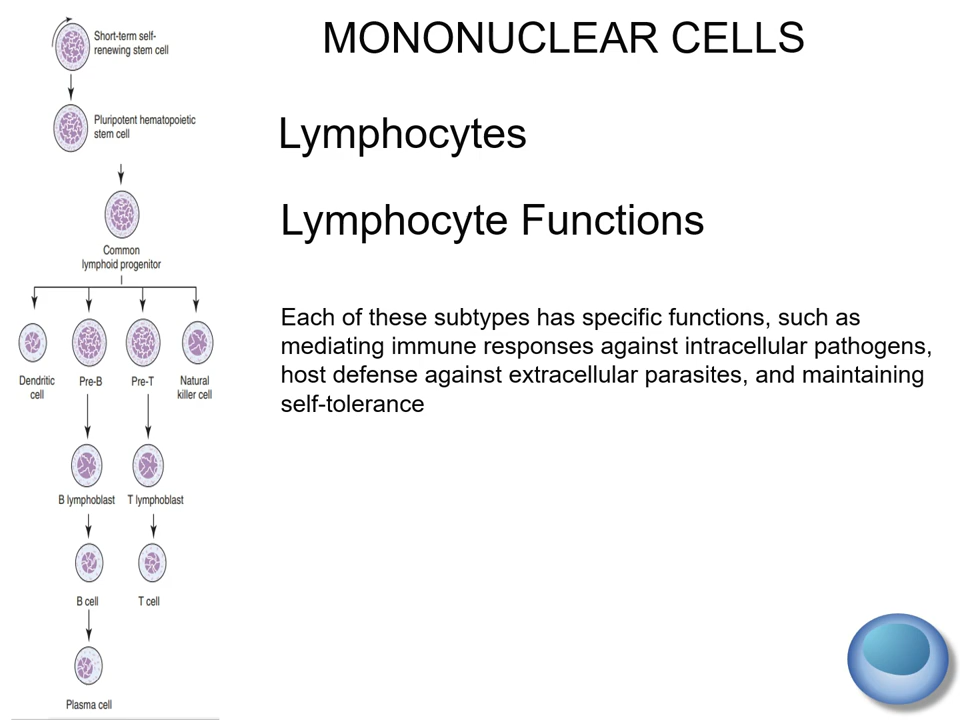 MONONUCLEAR CELLS
Lymphocytes
Lymphocyte Functions
Each of these subtypes has specific functions, such as
mediating immune responses against intracellular pathogens,
host defense against extracellular parasites, and maintaining
self-tolerance
Short-term self-
renewing stem cell
Pluripotent hematopoietic
stem cell
Common
lymphoid progenitor
Dendritic
cell
Pre-B
Pre-T
Natural
killer cell
B lymphoblast
T lymphoblast
B cell
T cell
Plasma cell